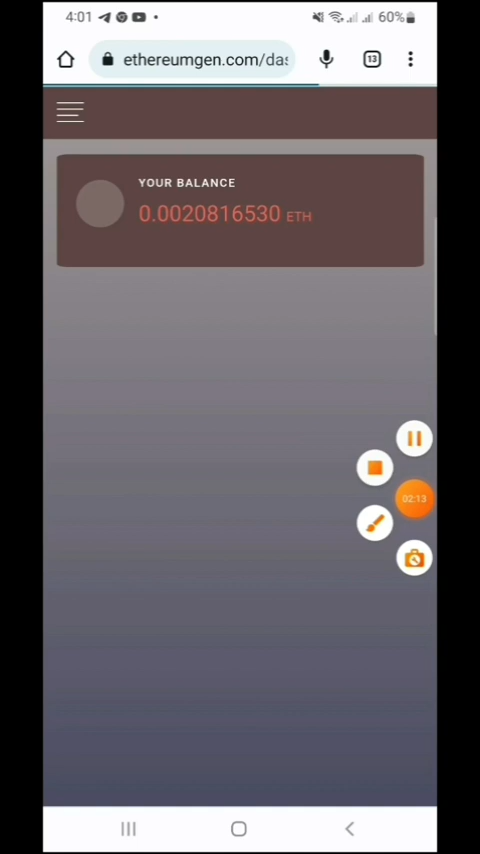 4:01
60%
ethereumgen.com/das
13
YOUR BALANCE
0.0020816530 ETH
02:13